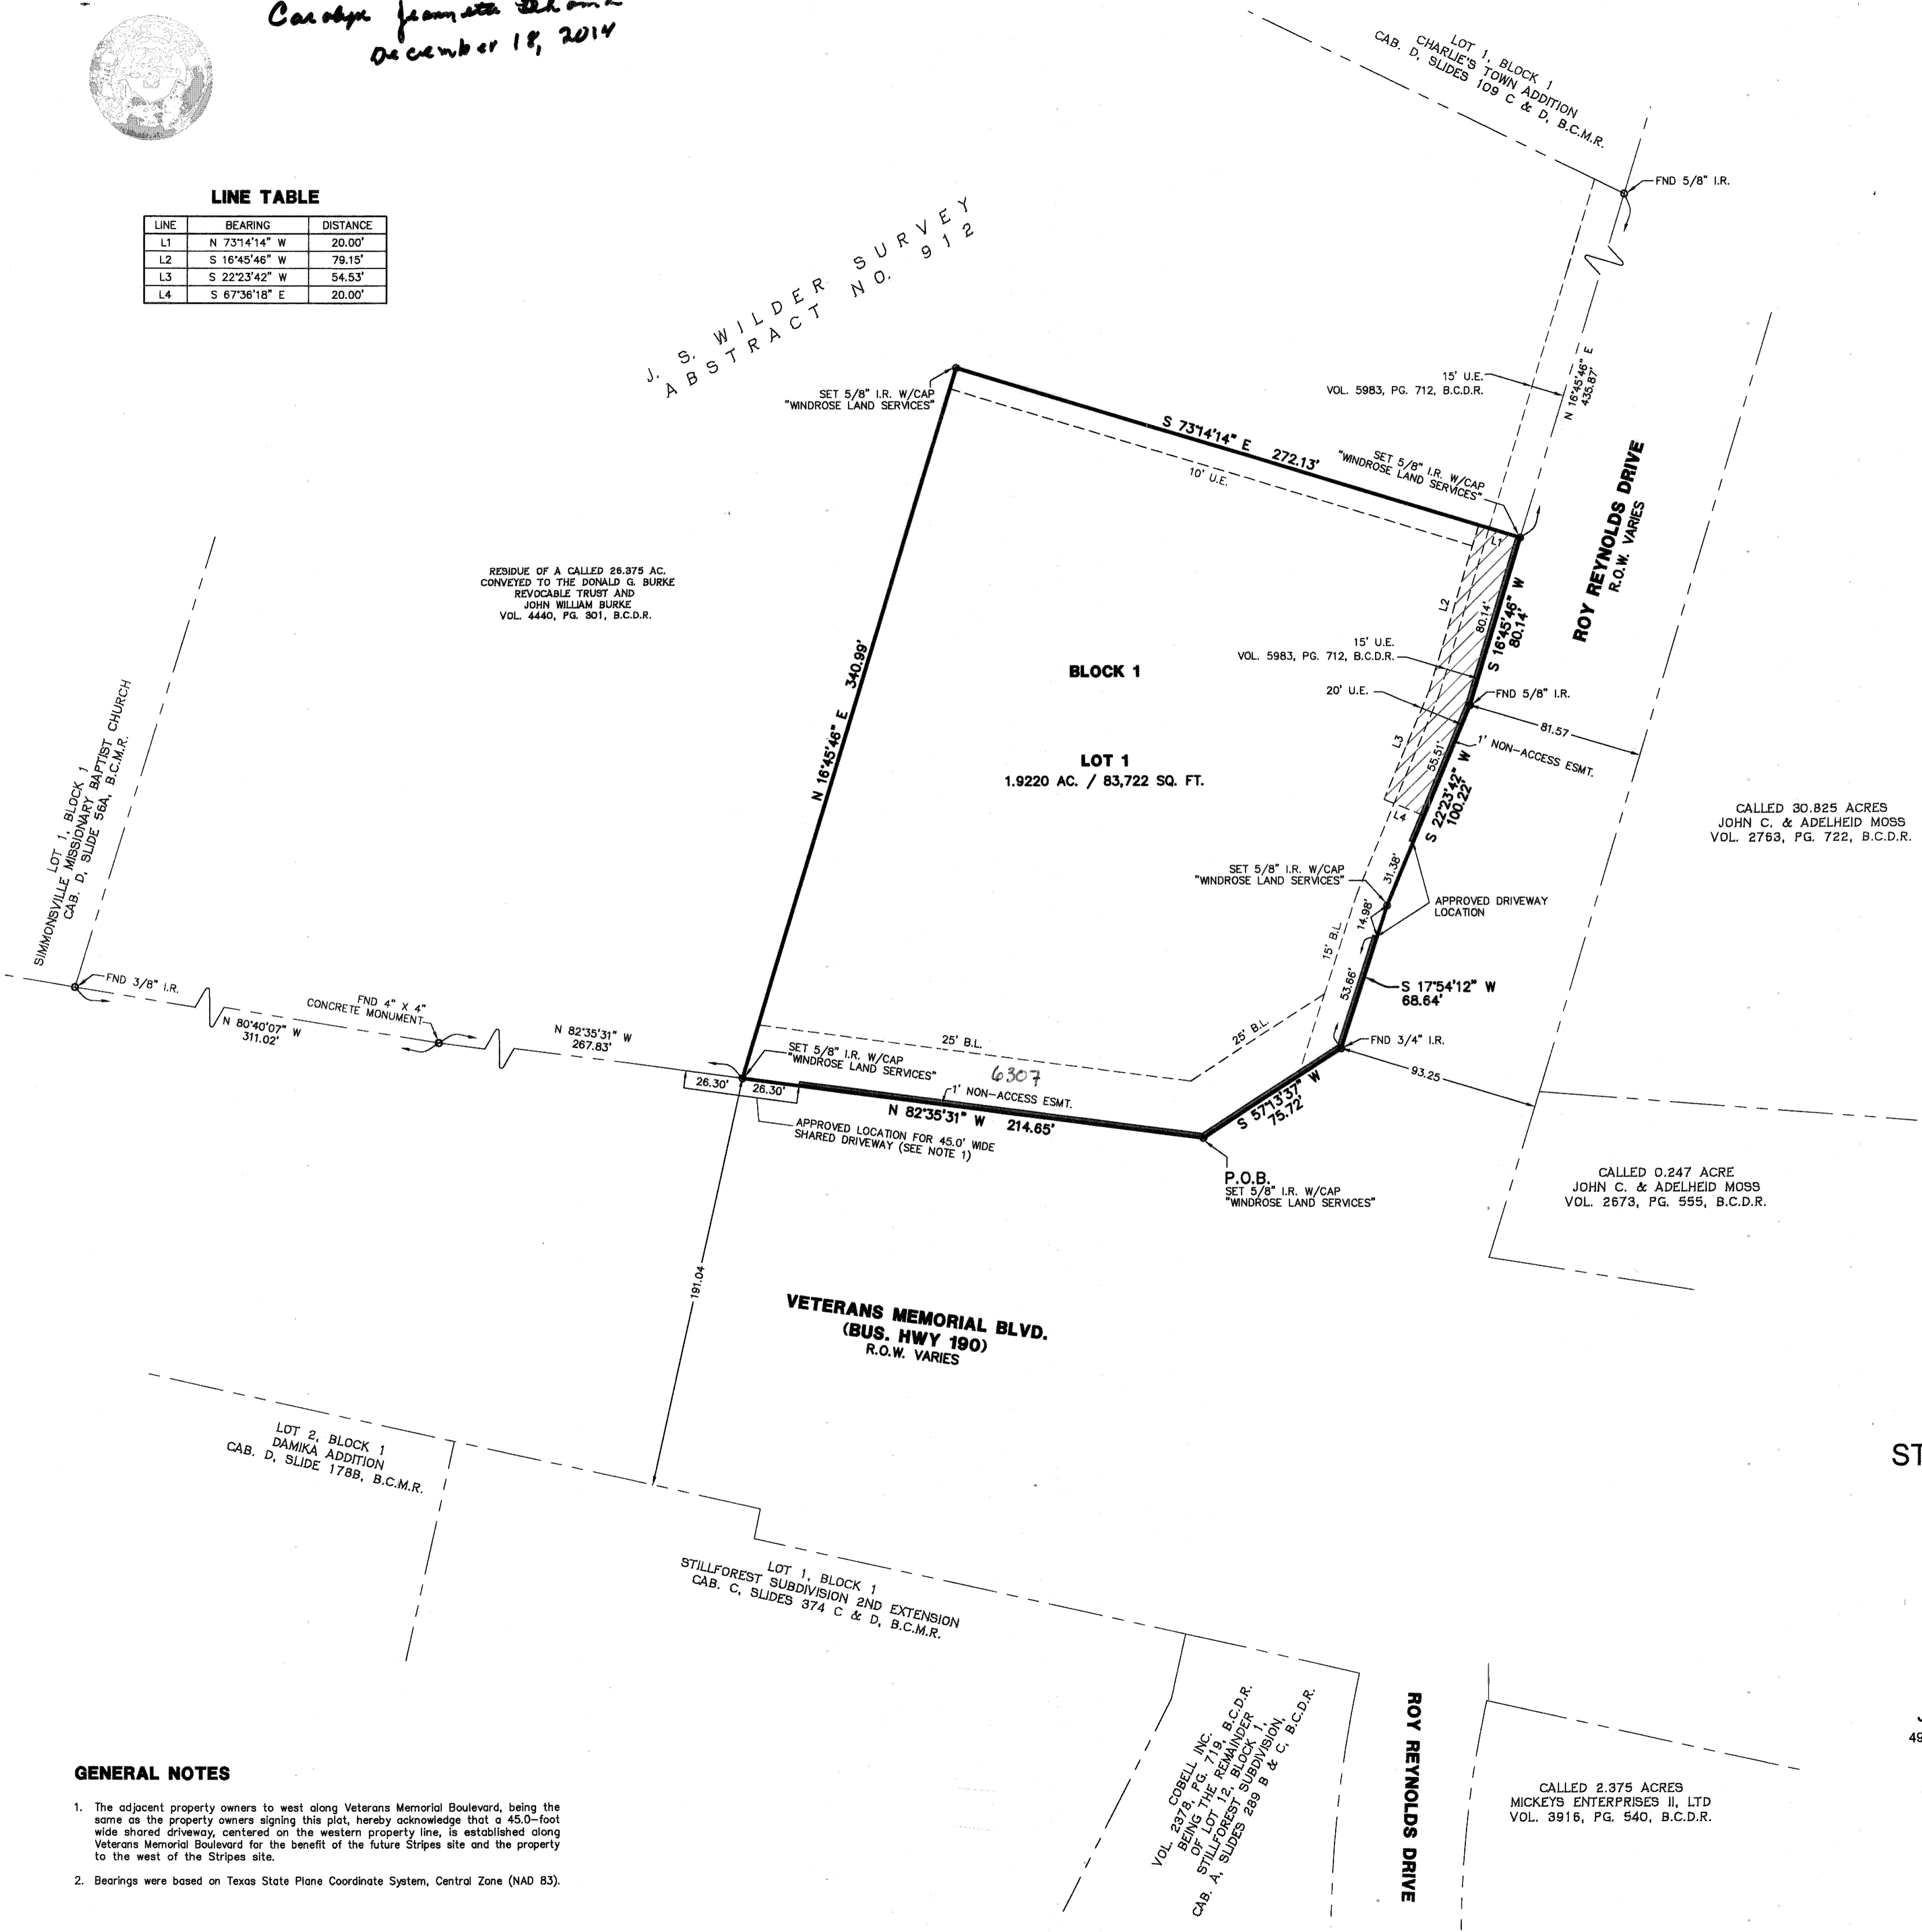 Carolyn Jeannette
December 18, 2014
LINE TABLE
LINE BEARING DISTANCE
L1 N 73°14'14" W 20.00'
L2 S 16°45'46" W 79.15'
L3 S 22°23'42" W 54.53'
L4 S 67°36'18" E 20.00'
LOT 1, BLOCK 1
CHARLIE'S TOWN ADDITION
CAB. D, SLIDES 109 C & D, B.C.M.R.
FND 5/8" I.R.
J. S. WILDER SURVEY
ABSTRACT NO. 912
15' U.E.
VOL. 5983, PG. 712, B.C.D.R.
N 16°45'46" E
435.87'
SET 5/8" I.R. W/CAP
"WINDROSE LAND SERVICES"
S 73°14'14" E 272.13'
10' U.E.
SET 5/8" I.R. W/CAP
"WINDROSE LAND SERVICES"
ROY REYNOLDS DRIVE
R.O.W. VARIES
RESIDUE OF A CALLED 26.375 AC.
CONVEYED TO THE DONALD G. BURKE
REVOCABLE TRUST AND
JOHN WILLIAM BURKE
VOL. 4440, PG. 301, B.C.D.R.
L1
L2
80.14'
S 16°45'46" W
80.14'
15' U.E.
VOL. 5983, PG. 712, B.C.D.R.
20' U.E.
FND 5/8" I.R.
81.57
1' NON-ACCESS ESMT.
BLOCK 1
LOT 1
1.9220 AC. / 83,722 SQ. FT.
N 16°45'46" E 340.99'
L3
55.51'
S 22°23'42" W
100.22'
L4
CALLED 30.825 ACRES
JOHN C. & ADELHEID MOSS
VOL. 2763, PG. 722, B.C.D.R.
LOT 1, BLOCK 1
SIMMONSVILLE MISSIONARY BAPTIST CHURCH
CAB. D, SLIDE 56A, B.C.M.R.
SET 5/8" I.R. W/CAP
"WINDROSE LAND SERVICES"
31.38'
14.98'
APPROVED DRIVEWAY
LOCATION
15' B.L.
53.66'
S 17°54'12" W
68.64'
FND 3/8" I.R.
N 80°40'07" W
311.02'
FND 4" X 4"
CONCRETE MONUMENT
N 82°35'31" W
267.83'
25' B.L.
25' B.L.
FND 3/4" I.R.
93.25
SET 5/8" I.R. W/CAP
"WINDROSE LAND SERVICES"
6307
26.30'
26.30'
1' NON-ACCESS ESMT.
N 82°35'31" W 214.65'
S 57°13'37" W
75.72'
APPROVED LOCATION FOR 45.0' WIDE
SHARED DRIVEWAY (SEE NOTE 1)
P.O.B.
SET 5/8" I.R. W/CAP
"WINDROSE LAND SERVICES"
CALLED 0.247 ACRE
JOHN C. & ADELHEID MOSS
VOL. 2673, PG. 555, B.C.D.R.
191.04
VETERANS MEMORIAL BLVD.
(BUS. HWY 190)
R.O.W. VARIES
LOT 2, BLOCK 1
DAMIKA ADDITION
CAB. D, SLIDE 178B, B.C.M.R.
ST
LOT 1, BLOCK 1
STILLFOREST SUBDIVISION 2ND EXTENSION
CAB. C, SLIDES 374 C & D, B.C.M.R.
COBELL INC.
VOL. 2378, PG. 719, B.C.D.R.
BEING THE REMAINDER
OF LOT 12, BLOCK 1,
STILLFOREST SUBDIVISION,
CAB. A, SLIDES 289 B & C, B.C.D.R.
ROY REYNOLDS DRIVE
49
CALLED 2.375 ACRES
MICKEYS ENTERPRISES II, LTD
VOL. 3916, PG. 540, B.C.D.R.
GENERAL NOTES
1. The adjacent property owners to west along Veterans Memorial Boulevard, being the
same as the property owners signing this plat, hereby acknowledge that a 45.0-foot
wide shared driveway, centered on the western property line, is established along
Veterans Memorial Boulevard for the benefit of the future Stripes site and the property
to the west of the Stripes site.
2. Bearings were based on Texas State Plane Coordinate System, Central Zone (NAD 83).